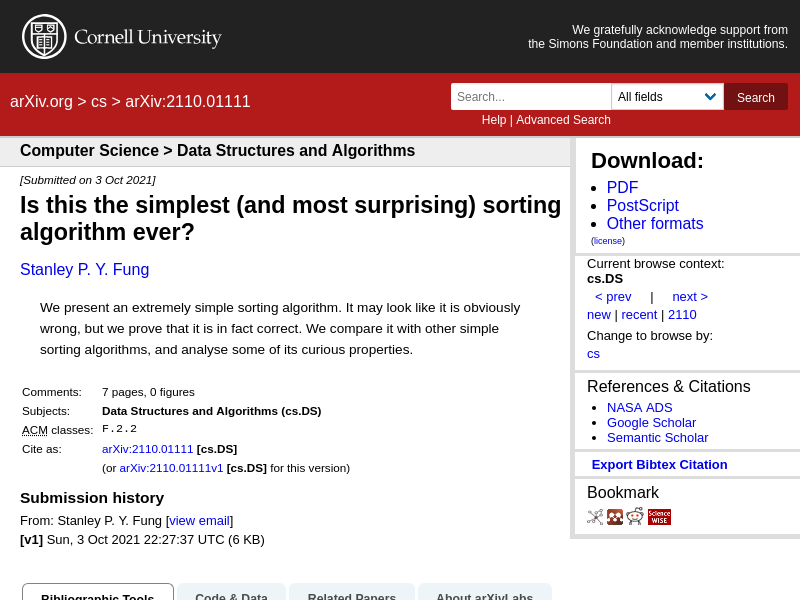 Cornell University
We gratefully acknowledge support from
the Simons Foundation and member institutions.
arXiv.org > cs > arXiv:2110.01111
Search...
All fields
Search
Help | Advanced Search
Computer Science > Data Structures and Algorithms
[Submitted on 3 Oct 2021]
Is this the simplest (and most surprising) sorting
algorithm ever?
Stanley P. Y. Fung
We present an extremely simple sorting algorithm. It may look like it is obviously
wrong, but we prove that it is in fact correct. We compare it with other simple
sorting algorithms, and analyse some of its curious properties.
Comments: 7 pages, 0 figures
Subjects: Data Structures and Algorithms (cs.DS)
ACM classes: F.2.2
Cite as: arXiv:2110.01111 [cs.DS]
(or arXiv:2110.01111v1 [cs.DS] for this version)
Submission history
From: Stanley P. Y. Fung [view email]
[v1] Sun, 3 Oct 2021 22:27:37 UTC (6 KB)
Bibliographic Tools
Code & Data
Related Papers
About arXivLabs
Download:
PDF
PostScript
Other formats
(license)
Current browse context:
cs.DS
< prev | next >
new | recent | 2110
Change to browse by:
cs
References & Citations
NASA ADS
Google Scholar
Semantic Scholar
Export Bibtex Citation
Bookmark
Science
WISE